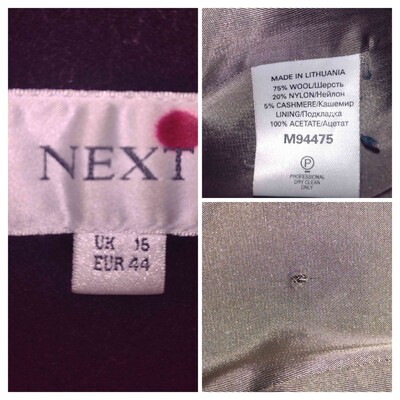 NEXT
UK 16
EUR 44
MADE IN LITHUANIA
75% WOOL/Шерсть
20% NYLON/Нейлон
5% CASHMERE/Кашемир
LINING/Подкладка
100% ACETATE/Ацетат
M94475
P
PROFESSIONAL
DRY CLEAN
ONLY